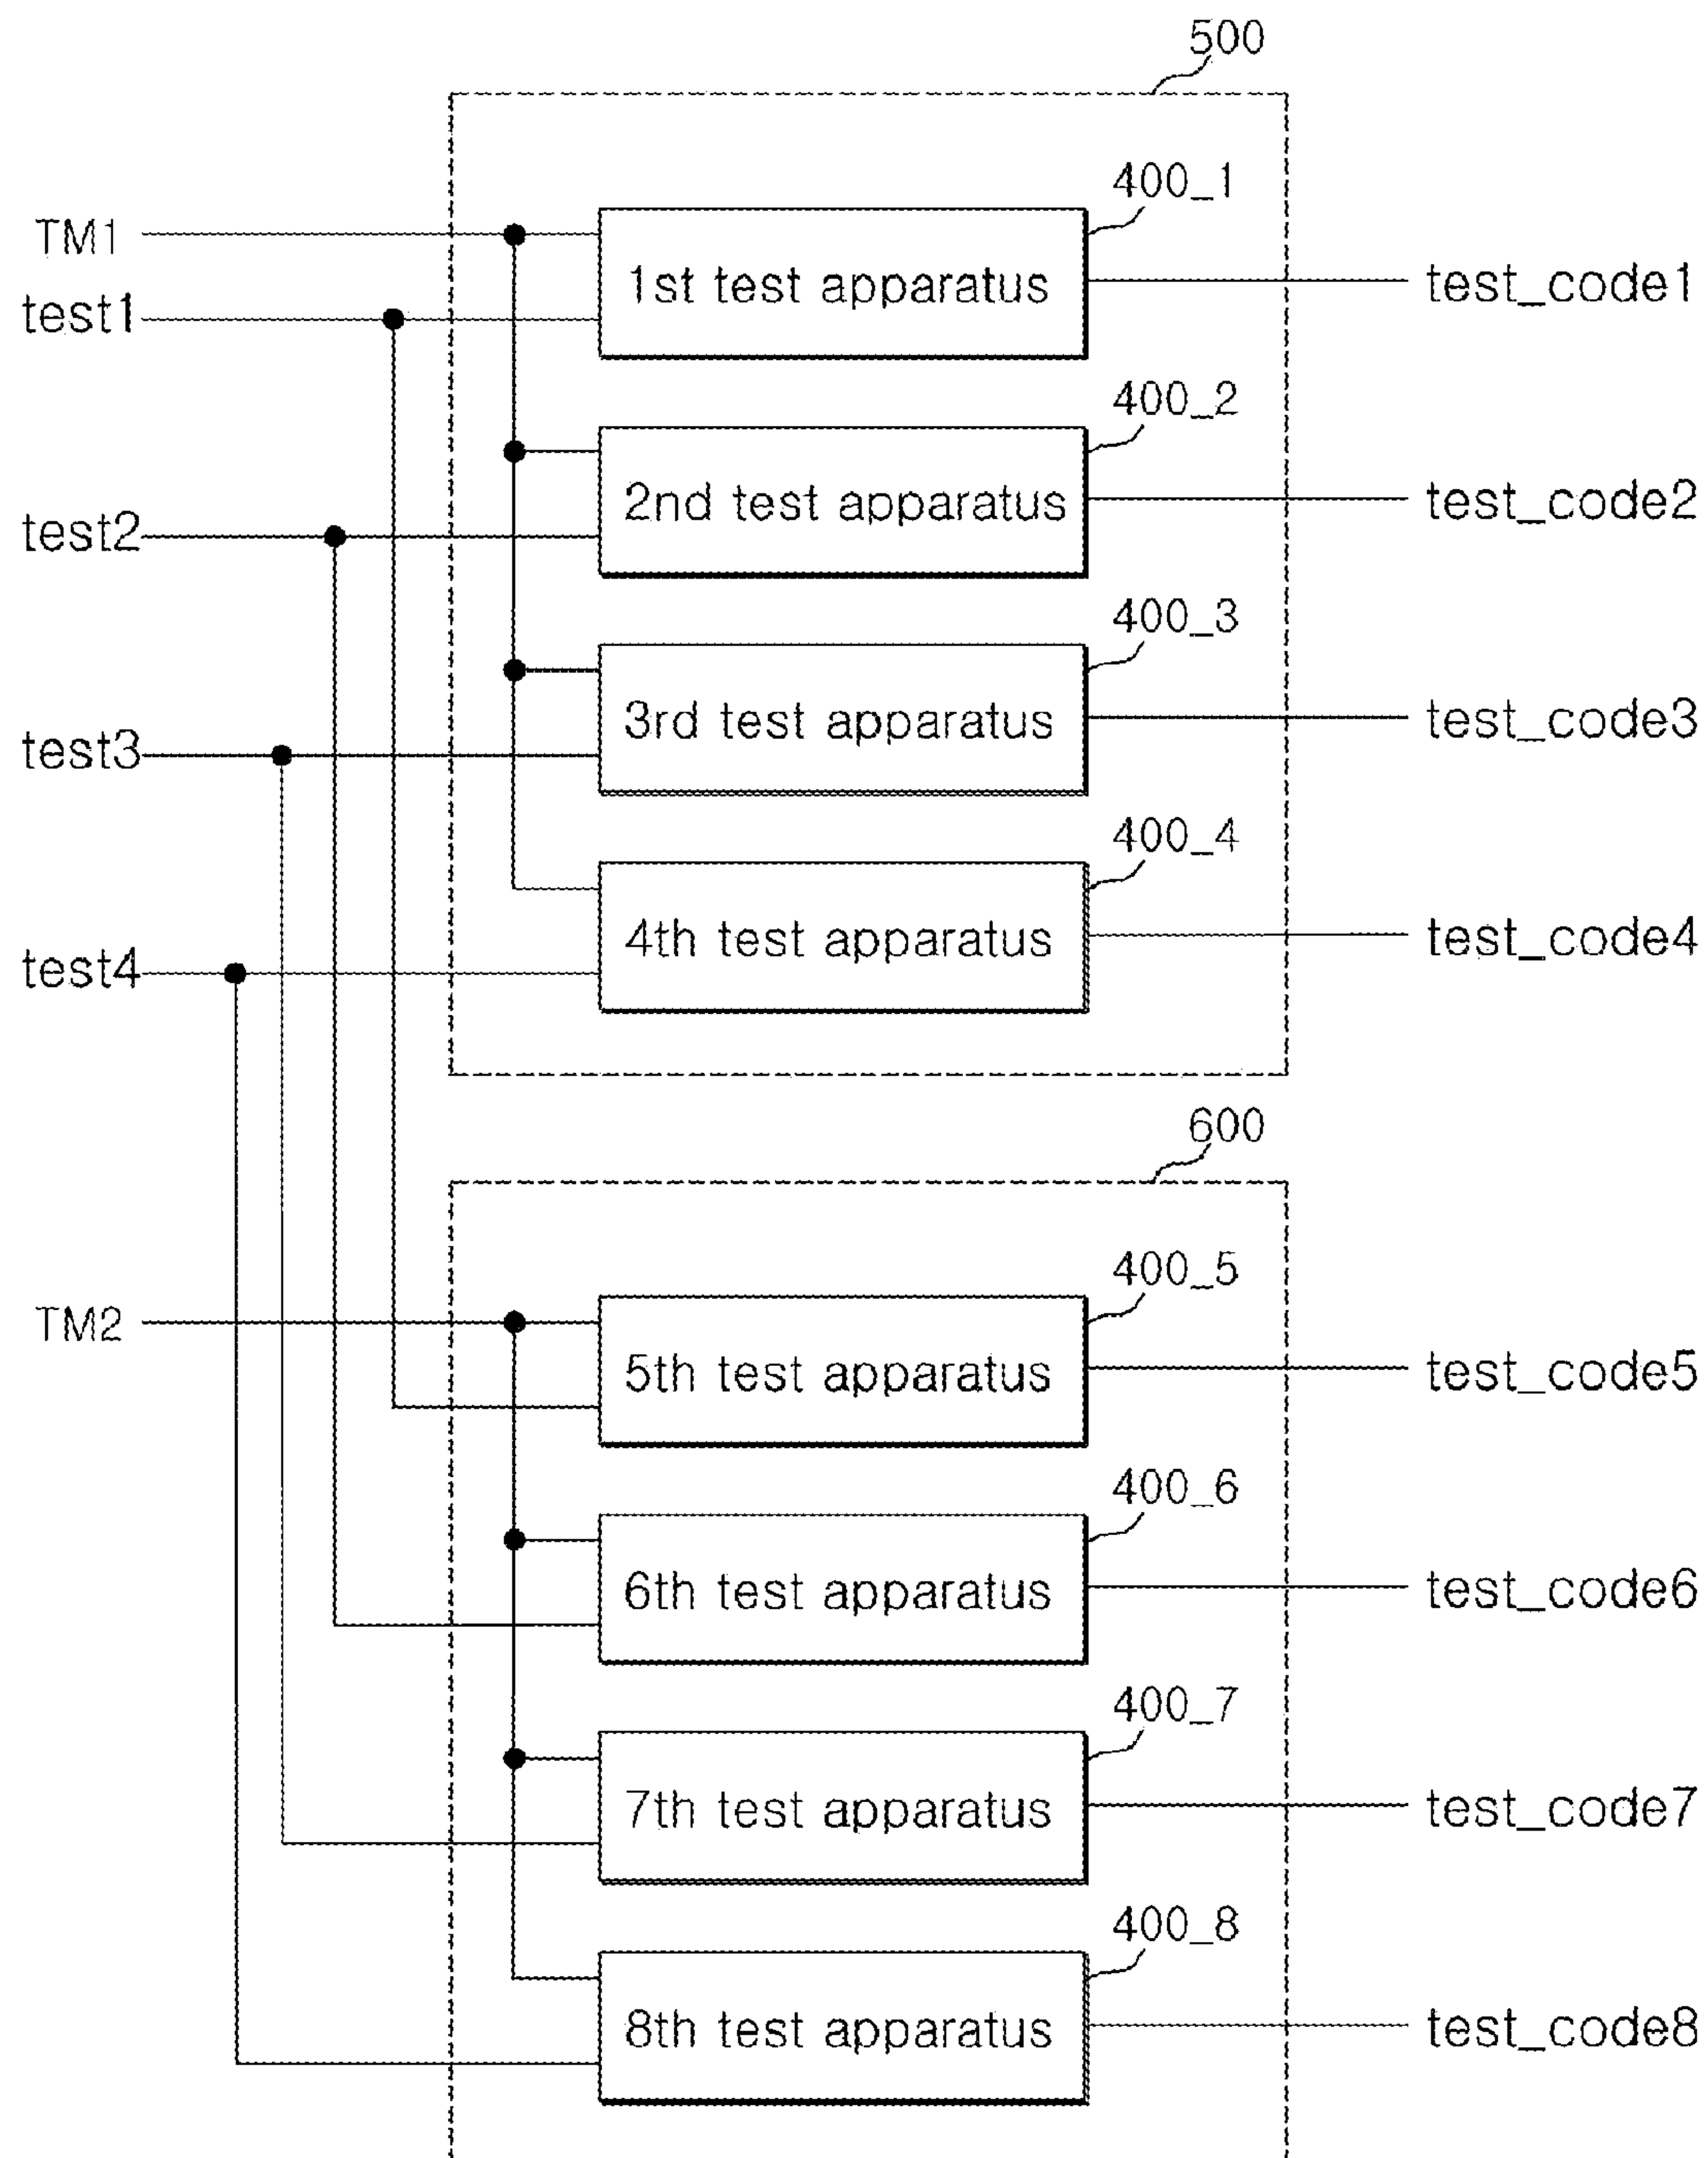 500
400_1
TM1
1st test apparatus
test_code1
test1
400_2
2nd test apparatus
test_code2
test2
400_3
3rd test apparatus
test_code3
test3
400_4
4th test apparatus
test_code4
test4
600
400_5
TM2
5th test apparatus
test_code5
400_6
6th test apparatus
test_code6
400_7
7th test apparatus
test_code7
400_8
8th test apparatus
test_code8